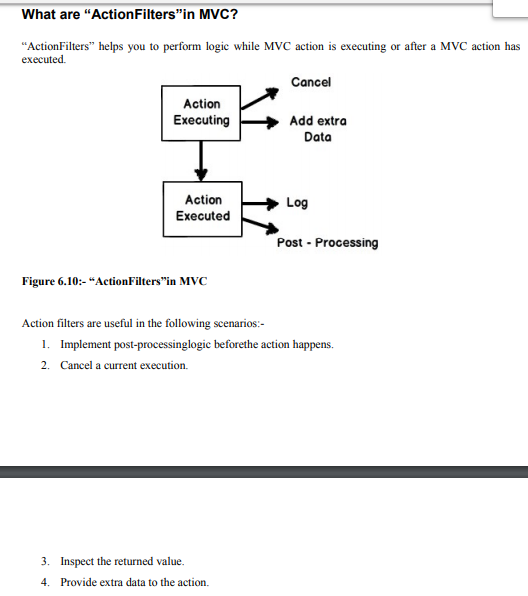 What are “ActionFilters”in MVC?
“ActionFilters” helps you to perform logic while MVC action is executing or after a MVC action has
executed.
Cancel
Action
Executing
Add extra
Data
Action
Executed
Log
Post - Processing
Figure 6.10:- “ActionFilters”in MVC
Action filters are useful in the following scenarios:-
1. Implement post-processinglogic beforethe action happens.
2. Cancel a current execution.
3. Inspect the returned value.
4. Provide extra data to the action.